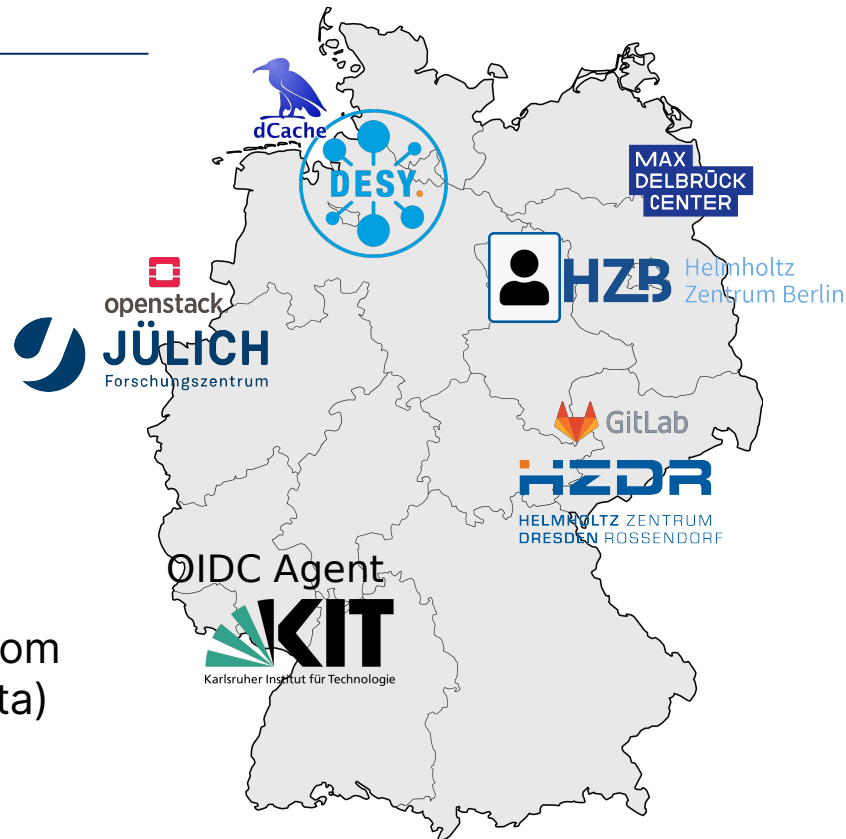 dCache
DESY.
MAX
DELBRÜCK
CENTER
HZB
Helmholtz
Zentrum Berlin
openstack.
JÜLICH
Forschungszentrum
GitLab
HZDR
HELMHOLTZ ZENTRUM
DRESDEN ROSSENDORF
OIDC Agent
KIT
Karlsruher Institut für Technologie
om
ta)